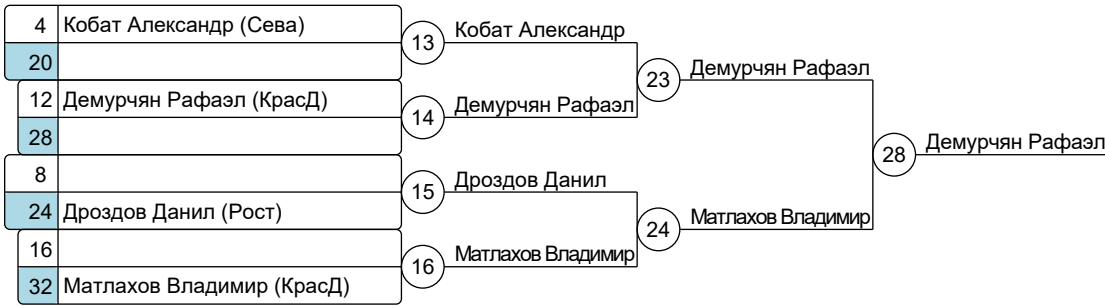 4 Кобат Александр (Сева)
20
12 Демурчян Рафаэл (КрасД)
28
8
24 Дроздов Данил (Рост)
16
32 Матлахов Владимир (КрасД)
13 Кобат Александр
14 Демурчян Рафаэл
15 Дроздов Данил
16 Матлахов Владимир
23 Демурчян Рафаэл
24 Матлахов Владимир
28 Демурчян Рафаэл